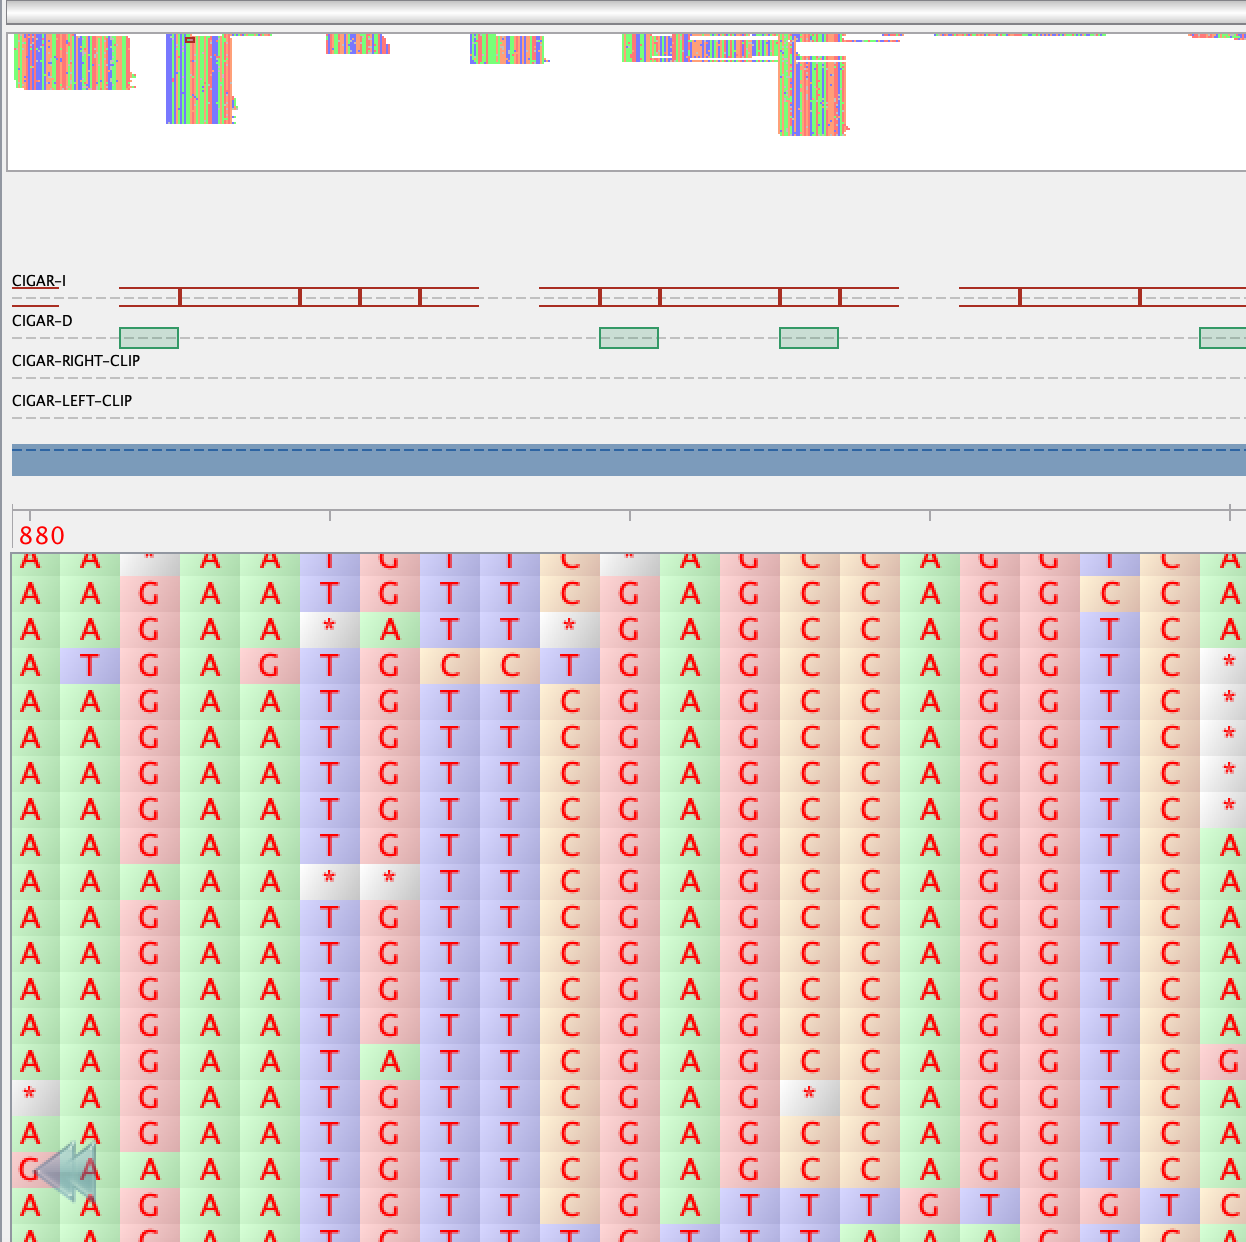 CIGAR-I
CIGAR-D
CIGAR-RIGHT-CLIP
CIGAR-LEFT-CLIP
880
A A * A A T G T T C * A G C C A G G T C A
A A G A A T G T T C G A G C C A G G C C A
A A G A A * A T T * G A G C C A G G T C A
A T G A G T G C C T G A G C C A G G T C *
A A G A A T G T T C G A G C C A G G T C *
A A G A A T G T T C G A G C C A G G T C *
A A G A A T G T T C G A G C C A G G T C *
A A G A A T G T T C G A G C C A G G T C *
A A G A A T G T T C G A G C C A G G T C A
A A A A A * * T T C G A G C C A G G T C A
A A G A A T G T T C G A G C C A G G T C A
A A G A A T G T T C G A G C C A G G T C A
A A G A A T G T T C G A G C C A G G T C A
A A G A A T G T T C G A G C C A G G T C A
A A G A A T A T T C G A G C C A G G T C G
* A G A A T G T T C G A G * C A G G T C A
A A G A A T G T T C G A G C C A G G T C A
G A A A A T G T T C G A G C C A G G T C A
A A G A A T G T T C G A T T T G T G G T C
A A G A A T G T T T G T T T A A A G T C A